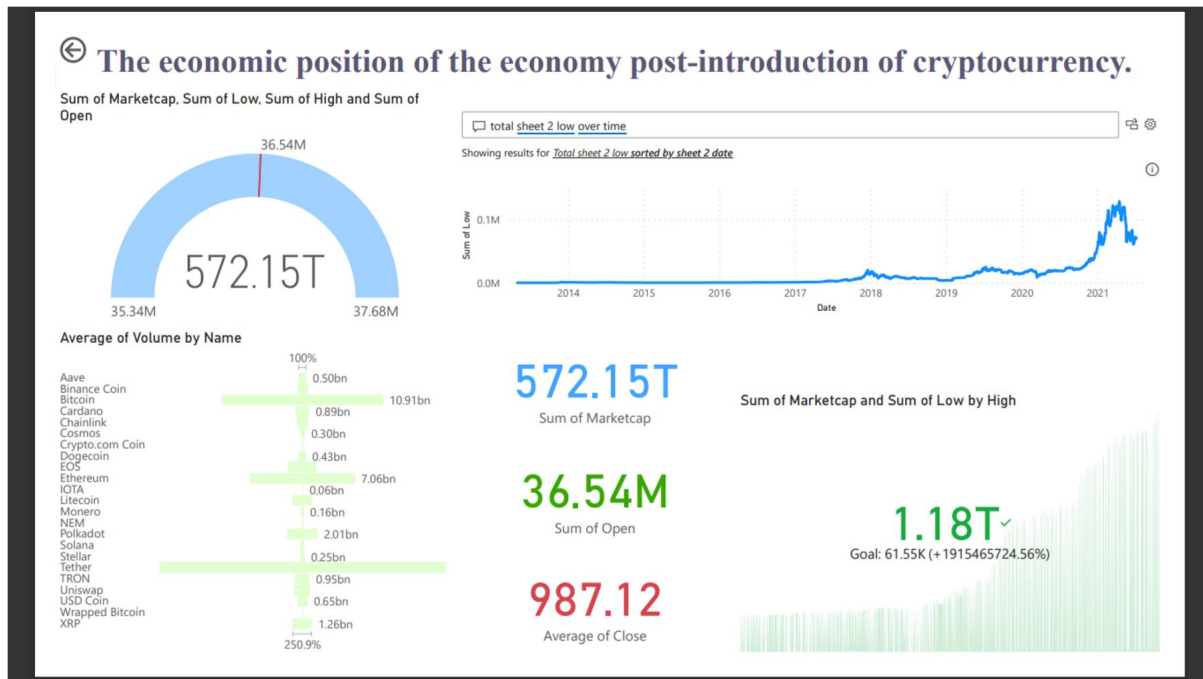 The economic position of the economy post-introduction of cryptocurrency.
Sum of Marketcap, Sum of Low, Sum of High and Sum of
Open
36.54M
572.15T
35.34M
37.68M
total sheet 2 low over time
Showing results for Total sheet 2 low sorted by sheet 2 date
Sum of Low
0.1M
0.0M
2014 2015 2016 2017 2018 2019 2020 2021
Date
Average of Volume by Name
100%
Aave 0.50bn
Binance Coin
Bitcoin 10.91bn
Cardano 0.89bn
Chainlink
Cosmos 0.30bn
Crypto.com Coin
Dogecoin 0.43bn
EOS
Ethereum 7.06bn
IOTA 0.06bn
Litecoin
Monero 0.16bn
NEM
Polkadot 2.01bn
Solana
Stellar 0.25bn
Tether
TRON 0.95bn
Uniswap
USD Coin 0.65bn
Wrapped Bitcoin
XRP 1.26bn
250.9%
572.15T
Sum of Marketcap
36.54M
Sum of Open
987.12
Average of Close
Sum of Marketcap and Sum of Low by High
1.18T
Goal: 61.55K (+1915465724.56%)